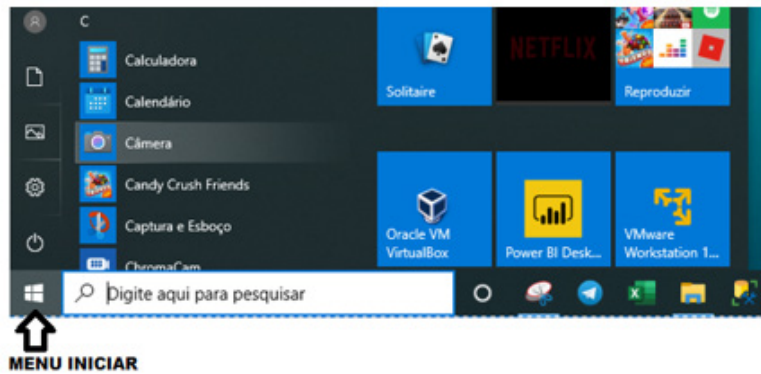 C
Calculadora
Calendário
Câmera
Candy Crush Friends
Captura e Esboço
ChromaCam
Solitaire
NETFLIX
Reproduzir
Oracle VM
VirtualBox
Power BI Desk...
VMware
Workstation 1...
Digite aqui para pesquisar
MENU INICIAR